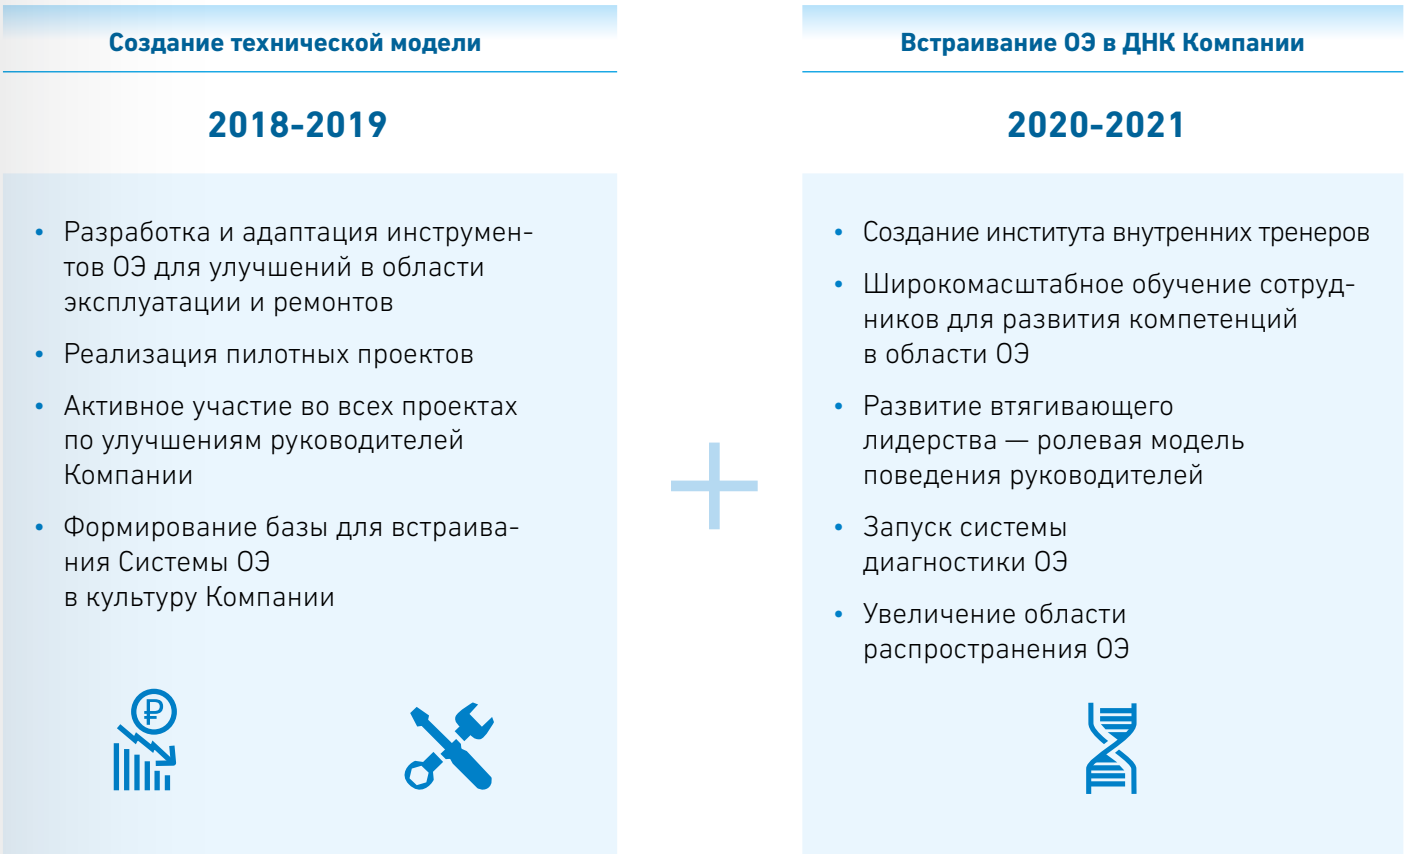 Создание технической модели
2018-2019
• Разработка и адаптация инструмен-
тов ОЭ для улучшений в области
эксплуатации и ремонтов
• Реализация пилотных проектов
• Активное участие во всех проектах
по улучшениям руководителей
Компании
• Формирование базы для встраива-
ния Системы ОЭ
в культуру Компании
₽
Встраивание ОЭ в ДНК Компании
2020-2021
• Создание института внутренних тренеров
• Широкомасштабное обучение сотруд-
ников для развития компетенций
в области ОЭ
• Развитие втягивающего
лидерства — ролевая модель
поведения руководителей
• Запуск системы
диагностики ОЭ
• Увеличение области
распространения ОЭ